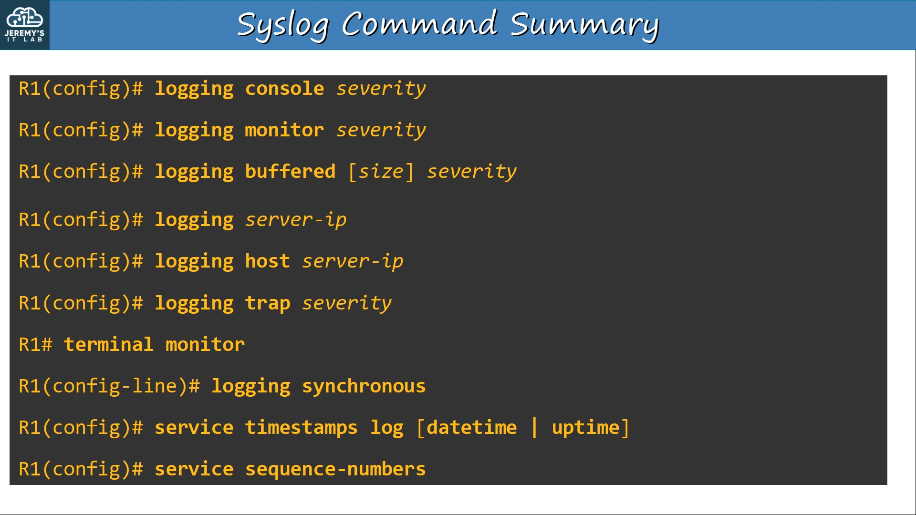 JEREMY'S
IT LAB
Syslog Command Summary
R1(config)# logging console severity
R1(config)# logging monitor severity
R1(config)# logging buffered [size] severity
R1(config)# logging server-ip
R1(config)# logging host server-ip
R1(config)# logging trap severity
R1# terminal monitor
R1(config-line)# logging synchronous
R1(config)# service timestamps log [datetime | uptime]
R1(config)# service sequence-numbers